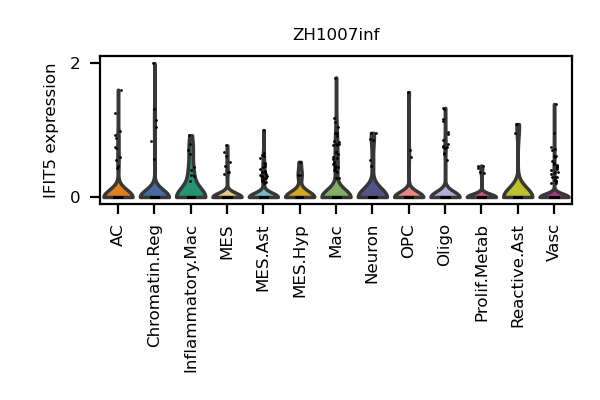 ZH1007inf
IFIT5 expression
2
0
AC
Chromatin.Reg
Inflammatory.Mac
MES
MES.Ast
MES.Hyp
Mac
Neuron
OPC
Oligo
Prolif.Metab
Reactive.Ast
Vasc